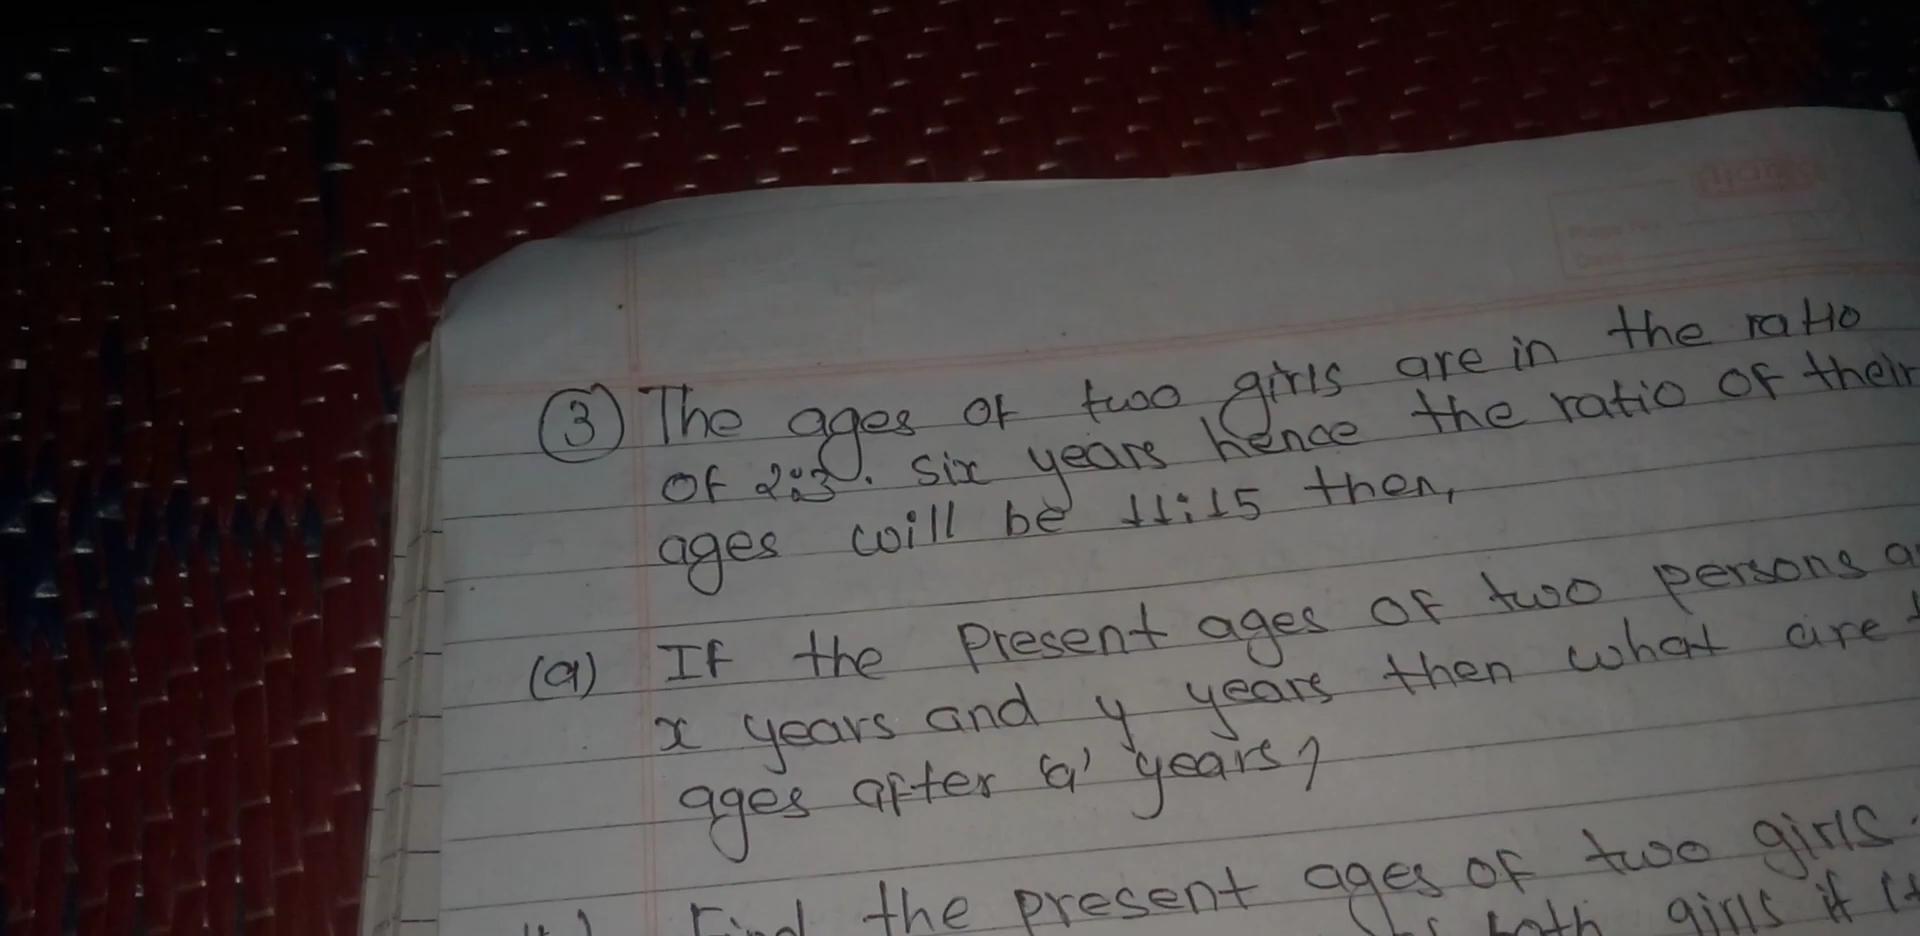 ③ The ages of two girls are in the ratio
of 2:3. six years hence the ratio of their
ages will be 11:15 then,
(a) If the present ages of two persons
x years and y years then what are
ages after 'a' years?
Find the present ages of two girls.
both girls if